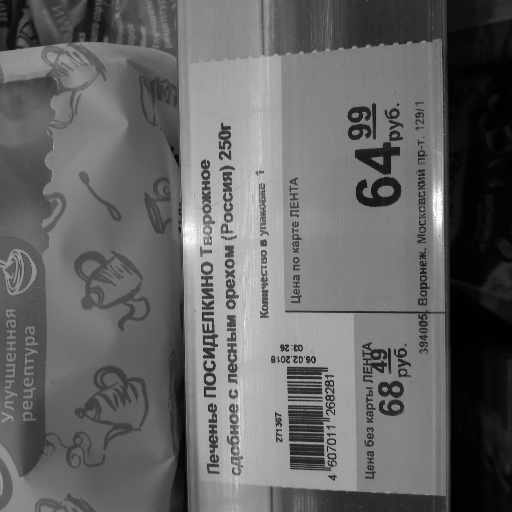 Улучшенная
рецептура
Печенье ПОСИДЕЛКИНО Творожное
сдобное с лесным орехом (Россия) 250г
Количество в упаковке 1
Цена по карте ЛЕНТА
64 99
руб.
394005, Воронеж, Московский пр-т, 129/1
06.02.2018
03:26
271367
4 607011 268281
Цена без карты ЛЕНТА
68 49
руб.